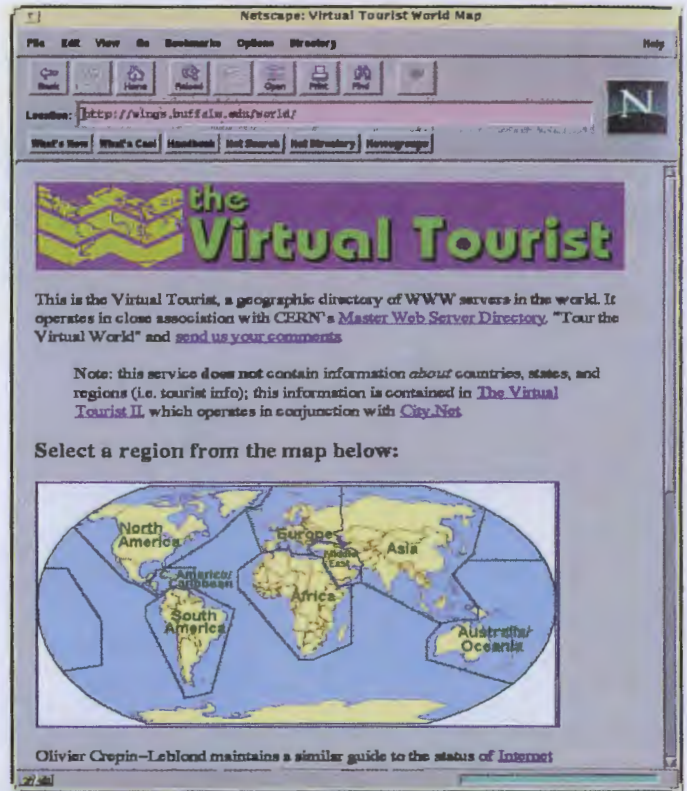 Netscape: Virtual Tourist World Map
File Edit View Go Bookmarks Options Directory Help
Back Home Reload Open Print Find
Location: http://wings.buffalo.edu/world/
N
What's New What's Cool Handbook Net Search Net Directory Newsgroups
the
Virtual Tourist
This is the Virtual Tourist, a geographic directory of WWW servers in the world. It
operates in close association with CERN's Master Web Server Directory. "Tour the
Virtual World" and send us your comments
Note: this service does not contain information about countries, states, and
regions (i.e. tourist info); this information is contained in The Virtual
Tourist II, which operates in conjunction with City.Net
Select a region from the map below:
North
America
Europe
Asia
Middle
East
C. America/
Caribbean
Africa
South
America
Australia/
Oceania
Olivier Crepin-Leblond maintains a similar guide to the status of Internet